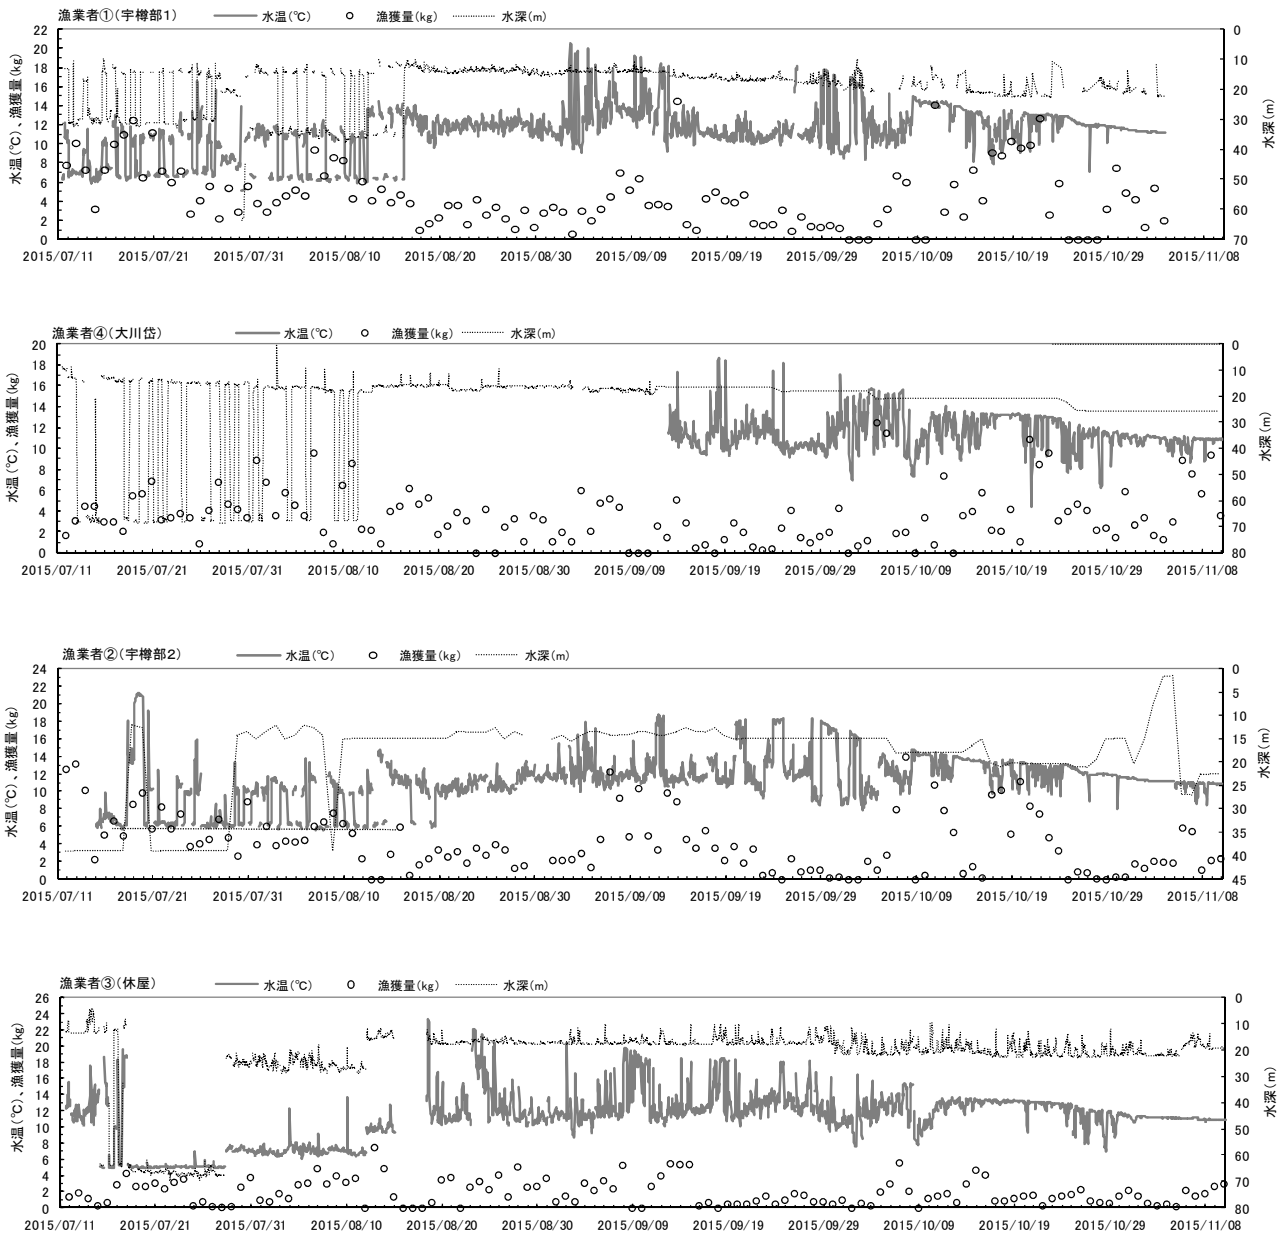 漁業者①(宇樽部1) 水温(℃) 漁獲量(kg) 水深(m)
22 20 18 16 14 12 10 8 6 4 2 0
水温(℃)、漁獲量(kg)
0 10 20 30 40 50 60 70
水深(m)
2015/07/11 2015/07/21 2015/07/31 2015/08/10 2015/08/20 2015/08/30 2015/09/09 2015/09/19 2015/09/29 2015/10/09 2015/10/19 2015/10/29 2015/11/08
漁業者④(大川岱) 水温(℃) 漁獲量(kg) 水深(m)
20 18 16 14 12 10 8 6 4 2 0
水温(℃)、漁獲量(kg)
0 10 20 30 40 50 60 70 80
水深(m)
2015/07/11 2015/07/21 2015/07/31 2015/08/10 2015/08/20 2015/08/30 2015/09/09 2015/09/19 2015/09/29 2015/10/09 2015/10/19 2015/10/29 2015/11/08
漁業者②(宇樽部2) 水温(℃) 漁獲量(kg) 水深(m)
24 22 20 18 16 14 12 10 8 6 4 2 0
水温(℃)、漁獲量(kg)
0 5 10 15 20 25 30 35 40 45
水深(m)
2015/07/11 2015/07/21 2015/07/31 2015/08/10 2015/08/20 2015/08/30 2015/09/09 2015/09/19 2015/09/29 2015/10/09 2015/10/19 2015/10/29 2015/11/08
漁業者③(休屋) 水温(℃) 漁獲量(kg) 水深(m)
26 24 22 20 18 16 14 12 10 8 6 4 2 0
水温(℃)、漁獲量(kg)
0 10 20 30 40 50 60 70 80
水深(m)
2015/07/11 2015/07/21 2015/07/31 2015/08/10 2015/08/20 2015/08/30 2015/09/09 2015/09/19 2015/09/29 2015/10/09 2015/10/19 2015/10/29 2015/11/08